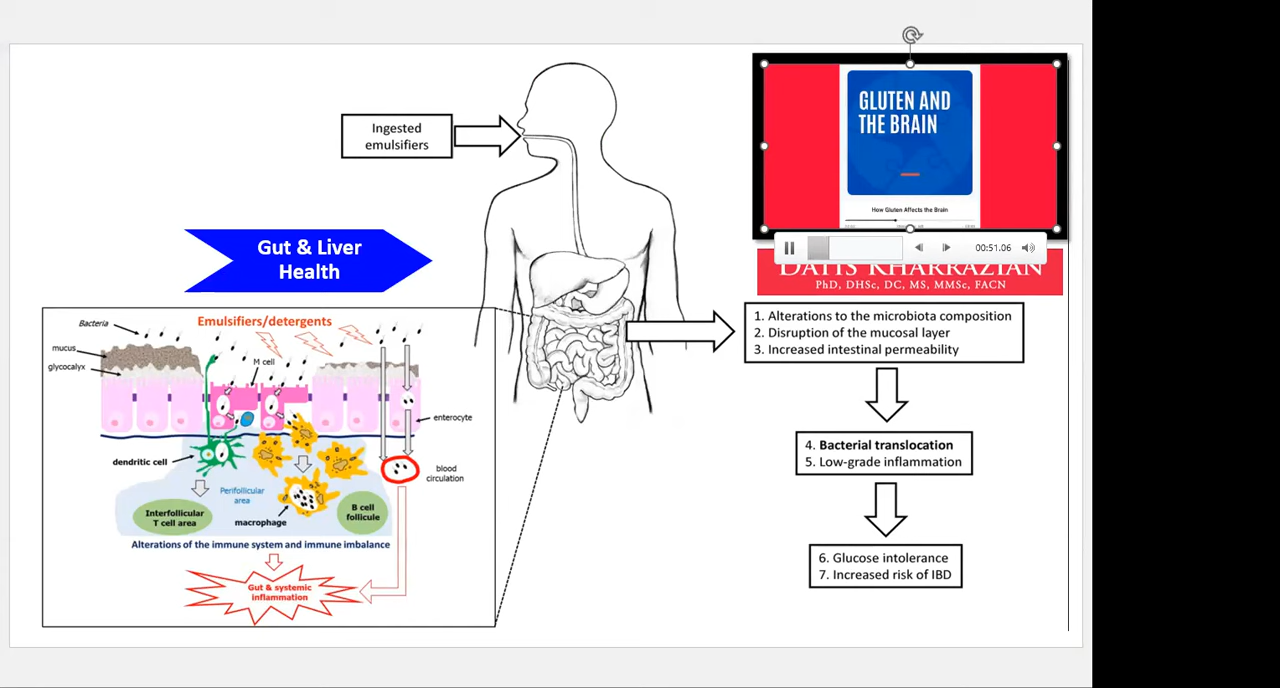 Ingested
emulsifiers
Gut & Liver
Health
Bacteria
Emulsifiers/detergents
mucus
glycocalyx
M cell
enterocyte
dendritic cell
blood
circulation
Perifollicular
area
Interfollicular
T cell area
macrophage
B cell
follicule
Alterations of the immune system and immune imbalance
Gut & systemic
inflammation
GLUTEN AND
THE BRAIN
How Gluten Affects the Brain
00:51.06
DATIS KHARRAZIAN
PhD, DHSc, DC, MS, MMSc, FACN
1. Alterations to the microbiota composition
2. Disruption of the mucosal layer
3. Increased intestinal permeability
4. Bacterial translocation
5. Low-grade inflammation
6. Glucose intolerance
7. Increased risk of IBD